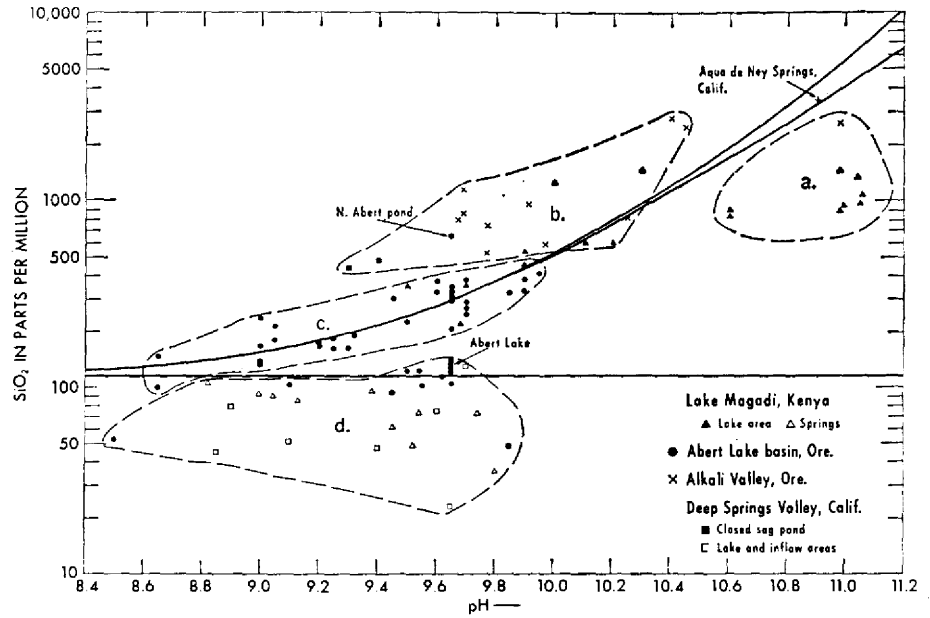 10,000
5000
1000
500
100
50
10
SiO2 IN PARTS PER MILLION
8.4 8.6 8.8 9.0 9.2 9.4 9.6 9.8 10.0 10.2 10.4 10.6 10.8 11.0 11.2
pH
Aqua de Ney Springs,
Calif.
a.
b.
N. Abert pond
c.
Abert Lake
d.
Lake Magadi, Kenya
Lake area Springs
Abert Lake basin, Ore.
Alkali Valley, Ore.
Deep Springs Valley, Calif.
Closed sag pond
Lake and inflow areas